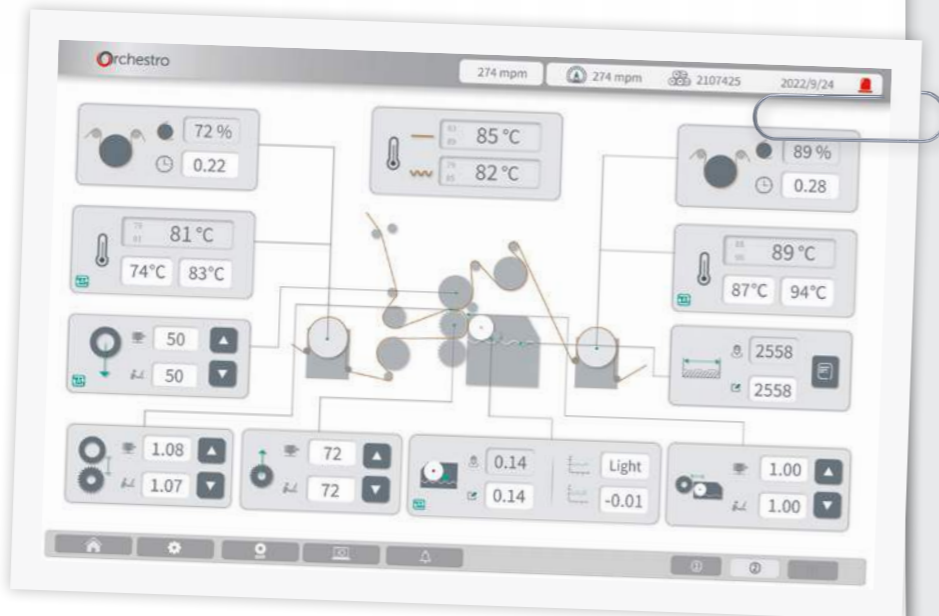 Orchestro
274 mpm
274 mpm
2107425
2022/9/24
72 %
0.22
85 °C
82 °C
89 %
0.28
81 °C
74°C
83°C
89 °C
87°C
94°C
50
50
2558
2558
1.08
1.07
72
72
0.14
0.14
Light
-0.01
1.00
1.00
①
②